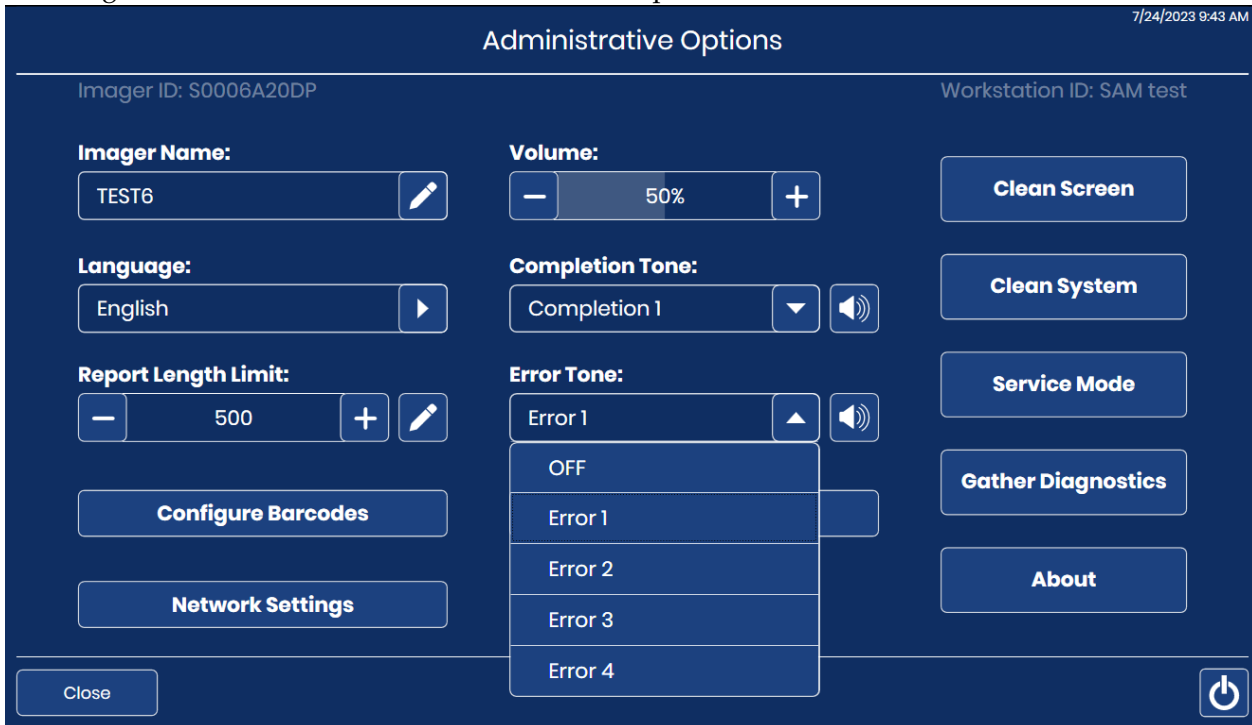 7/24/2023 9:43 AM
Administrative Options
Imager ID: S0006A20DP
Workstation ID: SAM test
Imager Name:
TEST6
Volume:
50%
Clean Screen
Language:
English
Completion Tone:
Completion 1
Clean System
Report Length Limit:
500
Error Tone:
Error 1
Service Mode
OFF
Error 1
Error 2
Error 3
Error 4
Gather Diagnostics
Configure Barcodes
About
Network Settings
Close